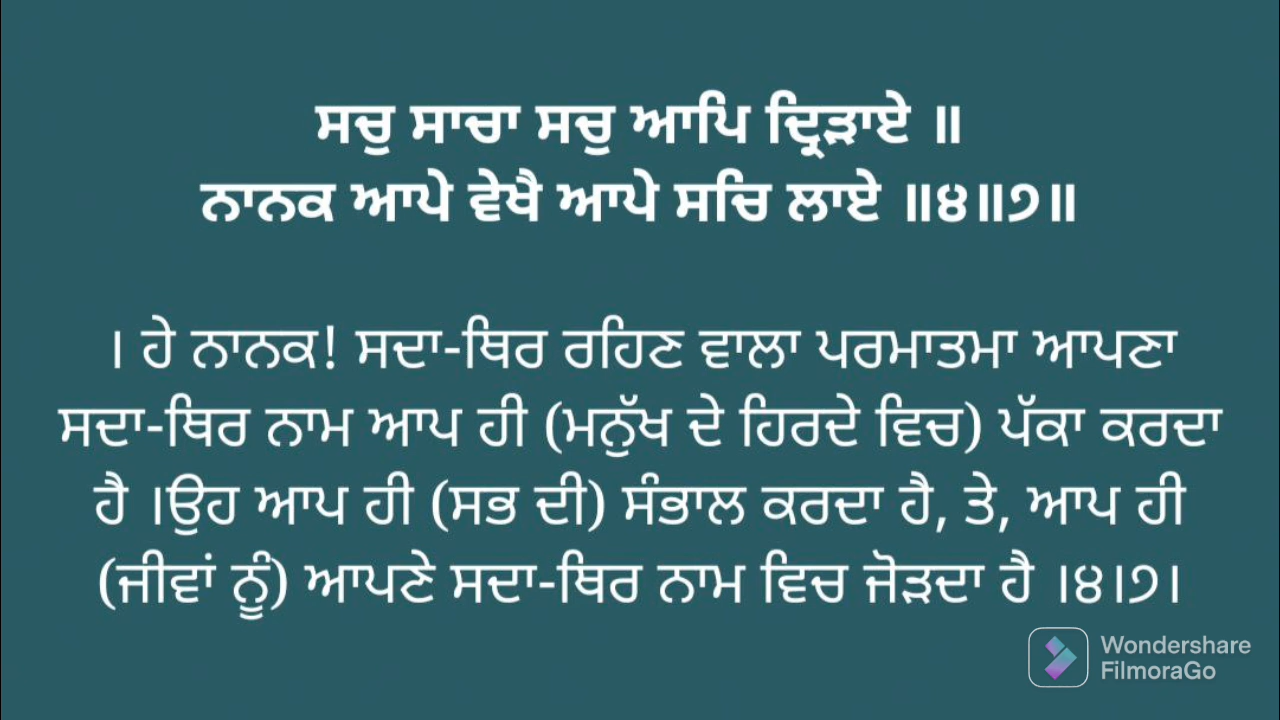 ਸਚੁ ਸਾਚਾ ਸਚੁ ਆਪਿ ਦ੍ਰਿੜਾਏ ॥
ਨਾਨਕ ਆਪੇ ਵੇਖੈ ਆਪੇ ਸਚਿ ਲਾਏ ॥੪॥੭॥
। ਹੇ ਨਾਨਕ! ਸਦਾ-ਥਿਰ ਰਹਿਣ ਵਾਲਾ ਪਰਮਾਤਮਾ ਆਪਣਾ
ਸਦਾ-ਥਿਰ ਨਾਮ ਆਪ ਹੀ (ਮਨੁੱਖ ਦੇ ਹਿਰਦੇ ਵਿਚ) ਪੱਕਾ ਕਰਦਾ
ਹੈ ।ਉਹ ਆਪ ਹੀ (ਸਭ ਦੀ) ਸੰਭਾਲ ਕਰਦਾ ਹੈ, ਤੇ, ਆਪ ਹੀ
(ਜੀਵਾਂ ਨੂੰ) ਆਪਣੇ ਸਦਾ-ਥਿਰ ਨਾਮ ਵਿਚ ਜੋੜਦਾ ਹੈ ।੪।੭।
Wondershare
FilmoraGo